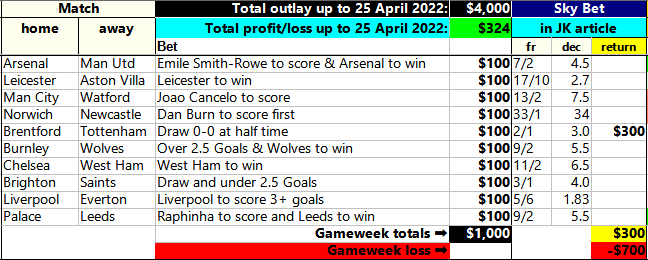 Match Total outlay up to 25 April 2022: $4,000 Sky Bet
home away Total profit/loss up to 25 April 2022: $324 in JK article
Bet fr dec return
Arsenal Man Utd Emile Smith-Rowe to score & Arsenal to win $100 7/2 4.5
Leicester Aston Villa Leicester to win $100 17/10 2.7
Man City Watford Joao Cancelo to score $100 13/2 7.5
Norwich Newcastle Dan Burn to score first $100 33/1 34
Brentford Tottenham Draw 0-0 at half time $100 2/1 3.0 $300
Burnley Wolves Over 2.5 Goals & Wolves to win $100 9/2 5.5
Chelsea West Ham West Ham to win $100 11/2 6.5
Brighton Saints Draw and under 2.5 Goals $100 3/1 4.0
Liverpool Everton Liverpool to score 3+ goals $100 5/6 1.83
Palace Leeds Raphinha to score and Leeds to win $100 9/2 5.5
Gameweek totals ➡ $1,000 $300
Gameweek loss ➡ -$700